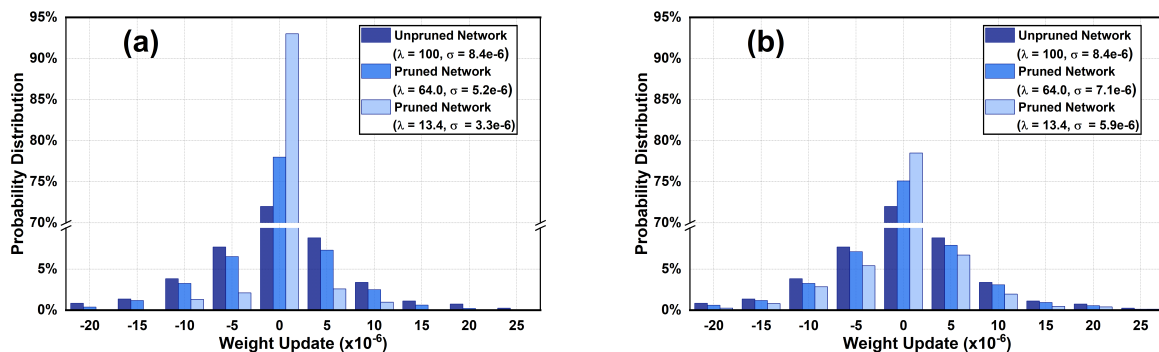 (a)
Unpruned Network
(λ = 100, σ = 8.4e-6)
Pruned Network
(λ = 64.0, σ = 5.2e-6)
Pruned Network
(λ = 13.4, σ = 3.3e-6)
Probability Distribution
95%
90%
85%
80%
75%
70%
5%
0%
-20 -15 -10 -5 0 5 10 15 20 25
Weight Update (x10⁻⁶)
(b)
Unpruned Network
(λ = 100, σ = 8.4e-6)
Pruned Network
(λ = 64.0, σ = 7.1e-6)
Pruned Network
(λ = 13.4, σ = 5.9e-6)
Probability Distribution
95%
90%
85%
80%
75%
70%
5%
0%
-20 -15 -10 -5 0 5 10 15 20 25
Weight Update (x10⁻⁶)